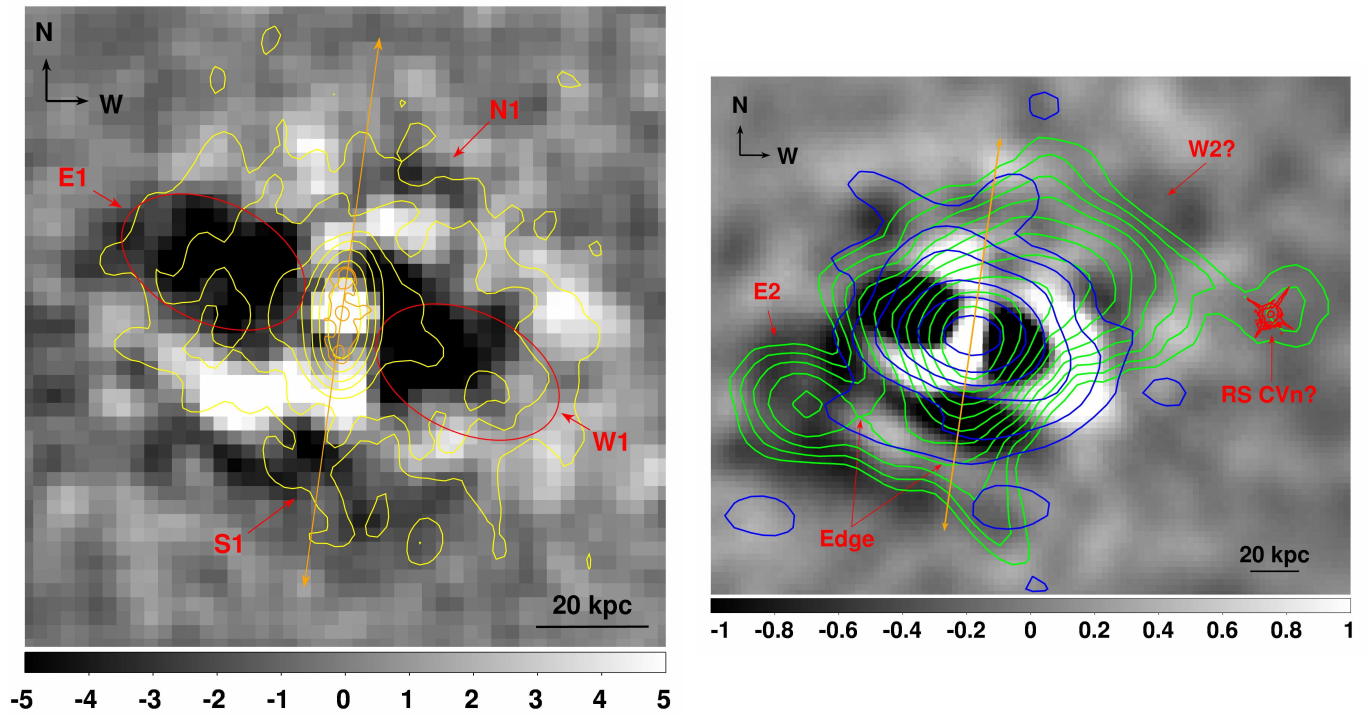 N
W
N1
E1
W1
S1
20 kpc
-5 -4 -3 -2 -1 0 1 2 3 4 5
N
W
W2?
E2
RS CVn?
Edge
20 kpc
-1 -0.8 -0.6 -0.4 -0.2 0 0.2 0.4 0.6 0.8 1